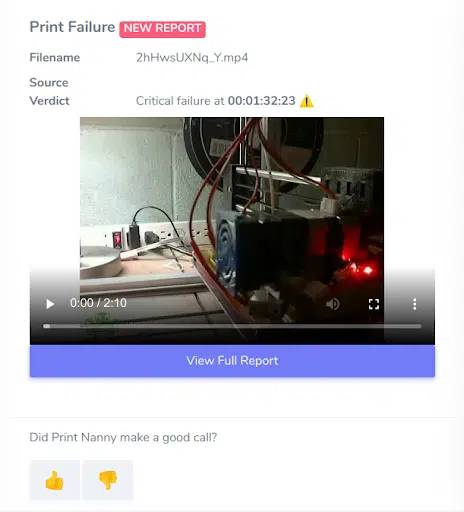 Print Failure NEW REPORT
Filename 2hHwsUXNq_Y.mp4
Source
Verdict Critical failure at 00:01:32:23 ⚠️
0:00 / 2:10
View Full Report
Did Print Nanny make a good call?